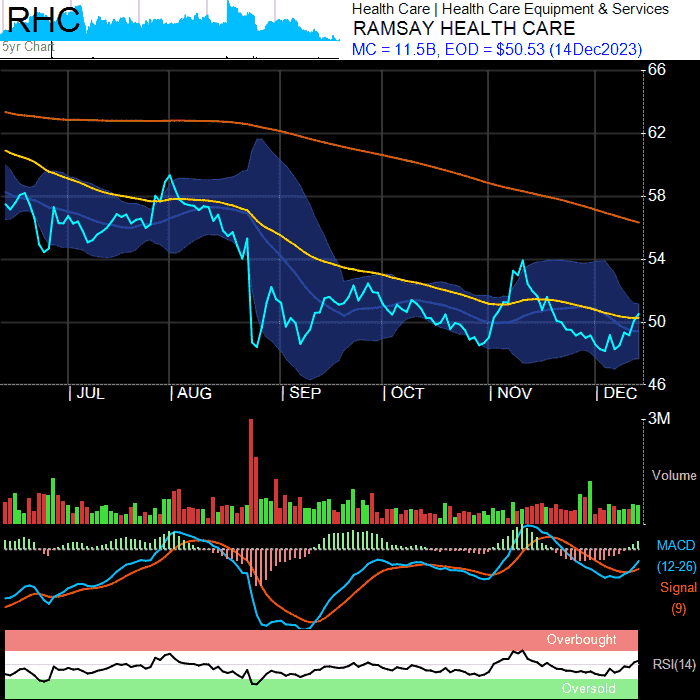 RHC
5yr Chart
Health Care | Health Care Equipment & Services
RAMSAY HEALTH CARE
MC = 11.5B, EOD = $50.53 (14Dec2023)
66
62
58
54
50
46
JUL AUG SEP OCT NOV DEC
3M
Volume
MACD
(12-26)
Signal
(9)
Overbought
RSI(14)
Oversold